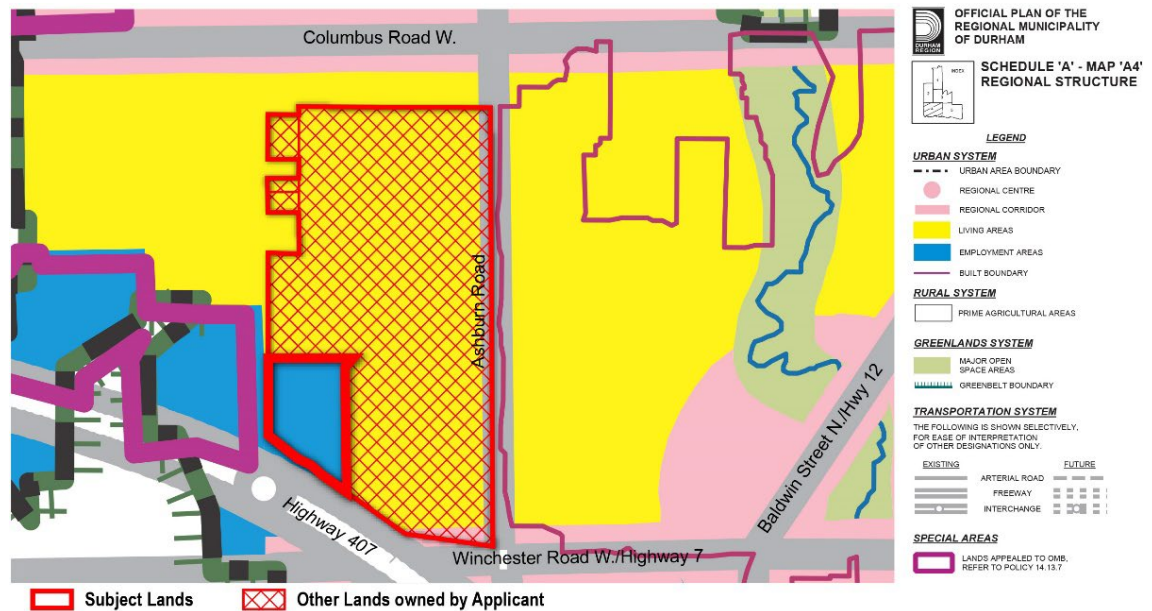 Columbus Road W.
Ashburn Road
Highway 407
Winchester Road W./Highway 7
Baldwin Street N./Hwy 12
Subject Lands
Other Lands owned by Applicant
DURHAM
REGION
OFFICIAL PLAN OF THE
REGIONAL MUNICIPALITY
OF DURHAM
INDEX
SCHEDULE 'A' - MAP 'A4'
REGIONAL STRUCTURE
LEGEND
URBAN SYSTEM
URBAN AREA BOUNDARY
REGIONAL CENTRE
REGIONAL CORRIDOR
LIVING AREAS
EMPLOYMENT AREAS
BUILT BOUNDARY
RURAL SYSTEM
PRIME AGRICULTURAL AREAS
GREENLANDS SYSTEM
MAJOR OPEN
SPACE AREAS
GREENBELT BOUNDARY
TRANSPORTATION SYSTEM
THE FOLLOWING IS SHOWN SELECTIVELY,
FOR EASE OF INTERPRETATION
OF OTHER DESIGNATIONS ONLY.
EXISTING FUTURE
ARTERIAL ROAD
FREEWAY
INTERCHANGE
SPECIAL AREAS
LANDS APPEALED TO OMB,
REFER TO POLICY 14.13.7